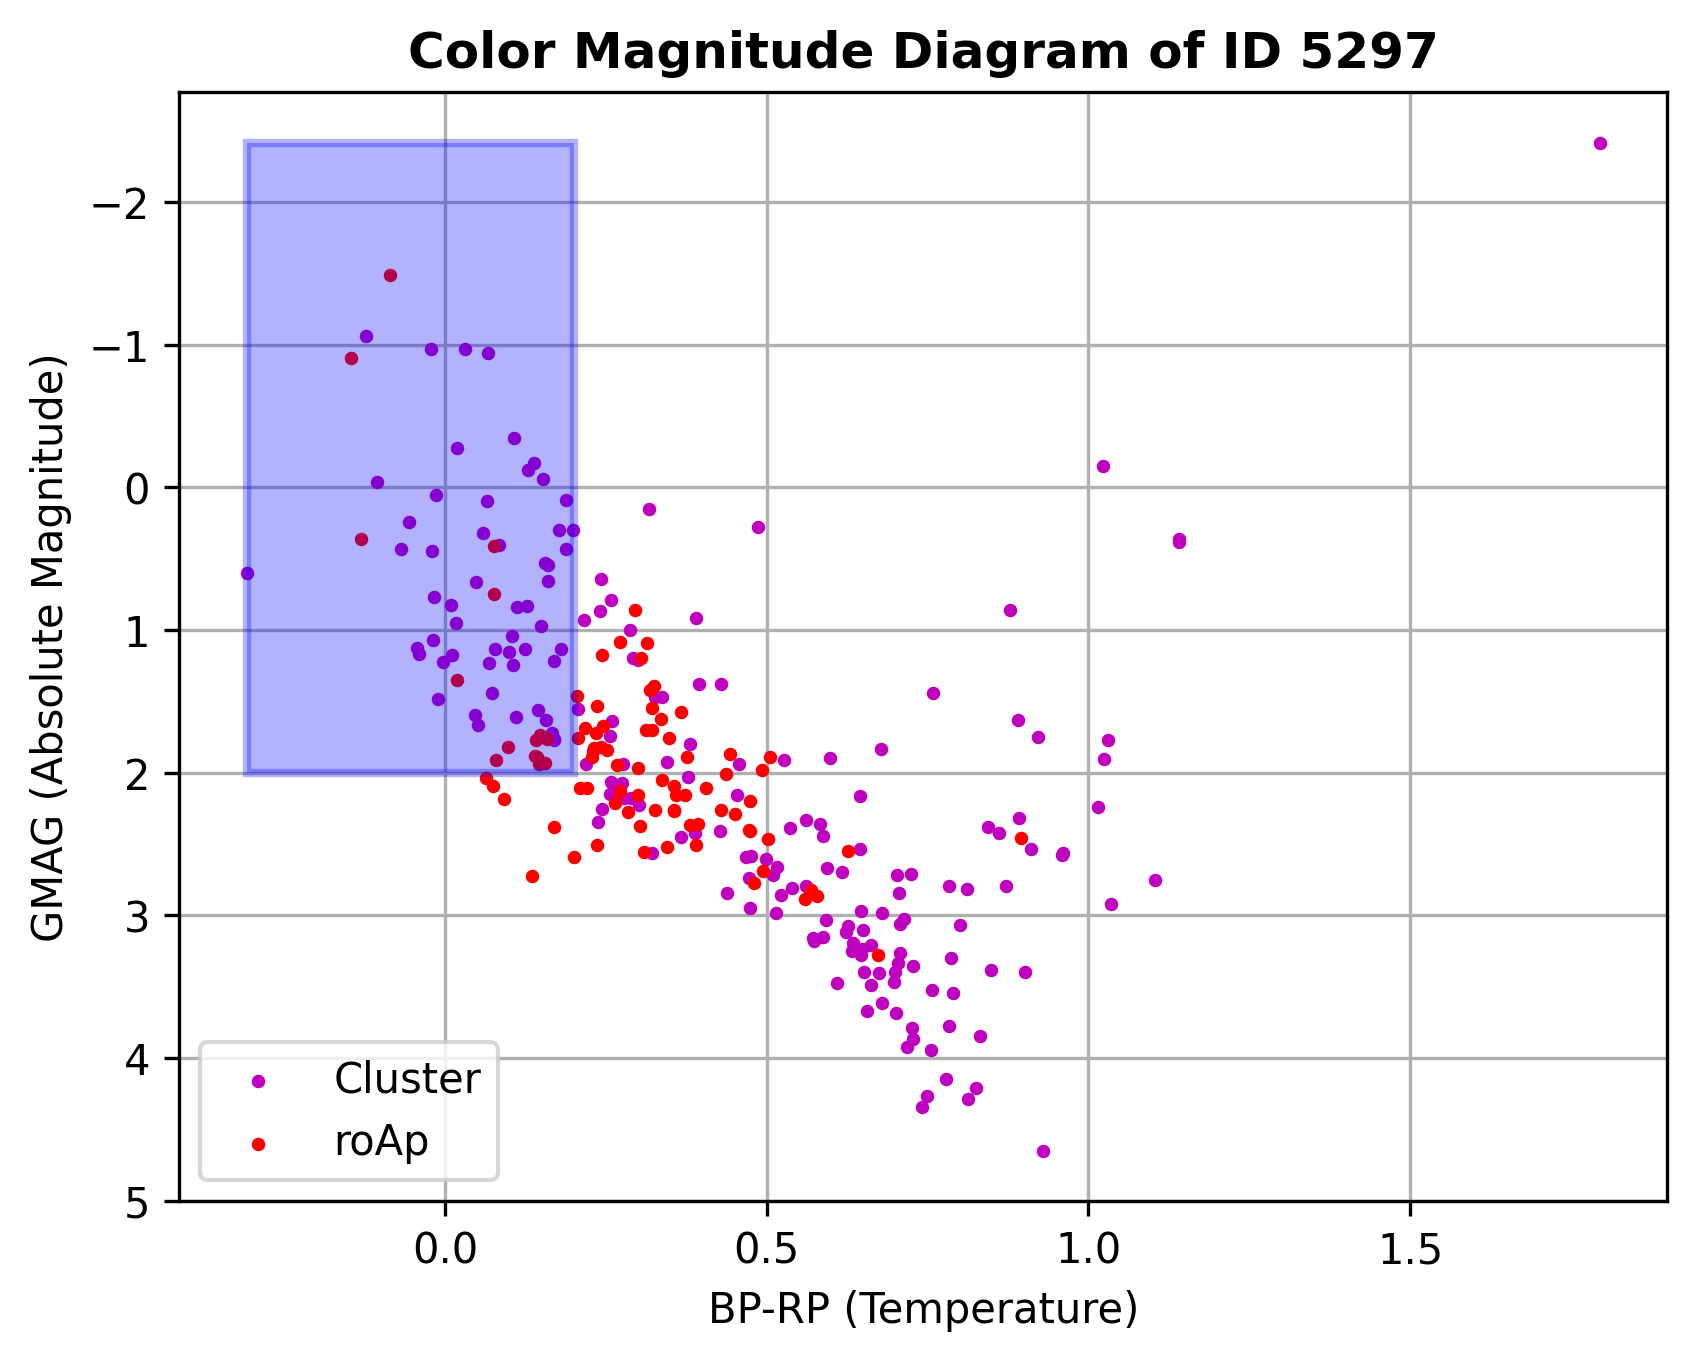 Color Magnitude Diagram of ID 5297
GMAG (Absolute Magnitude)
−2
−1
0
1
2
3
4
5
Cluster
roAp
0.0 0.5 1.0 1.5
BP-RP (Temperature)